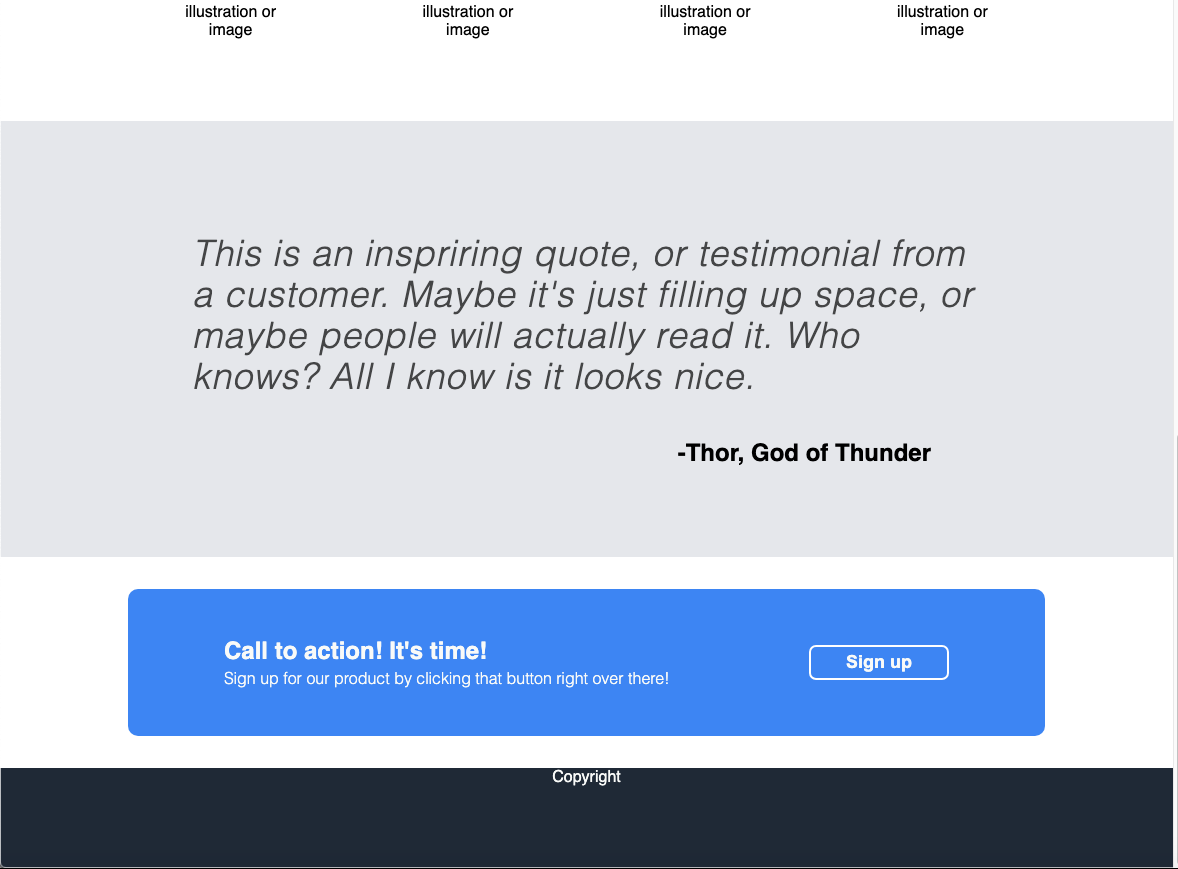 illustration or illustration or illustration or illustration or
image image image image
This is an inspriring quote, or testimonial from
a customer. Maybe it's just filling up space, or
maybe people will actually read it. Who
knows? All I know is it looks nice.
-Thor, God of Thunder
Call to action! It's time!
Sign up for our product by clicking that button right over there!
Sign up
Copyright